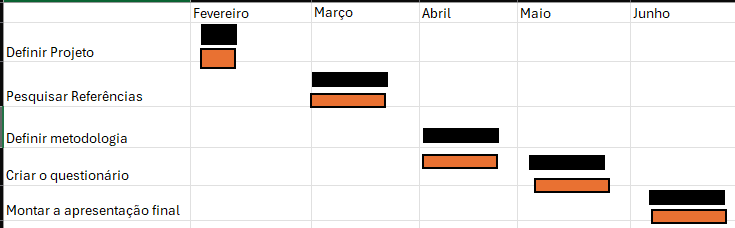 Fevereiro Março Abril Maio Junho
Definir Projeto
Pesquisar Referências
Definir metodologia
Criar o questionário
Montar a apresentação final